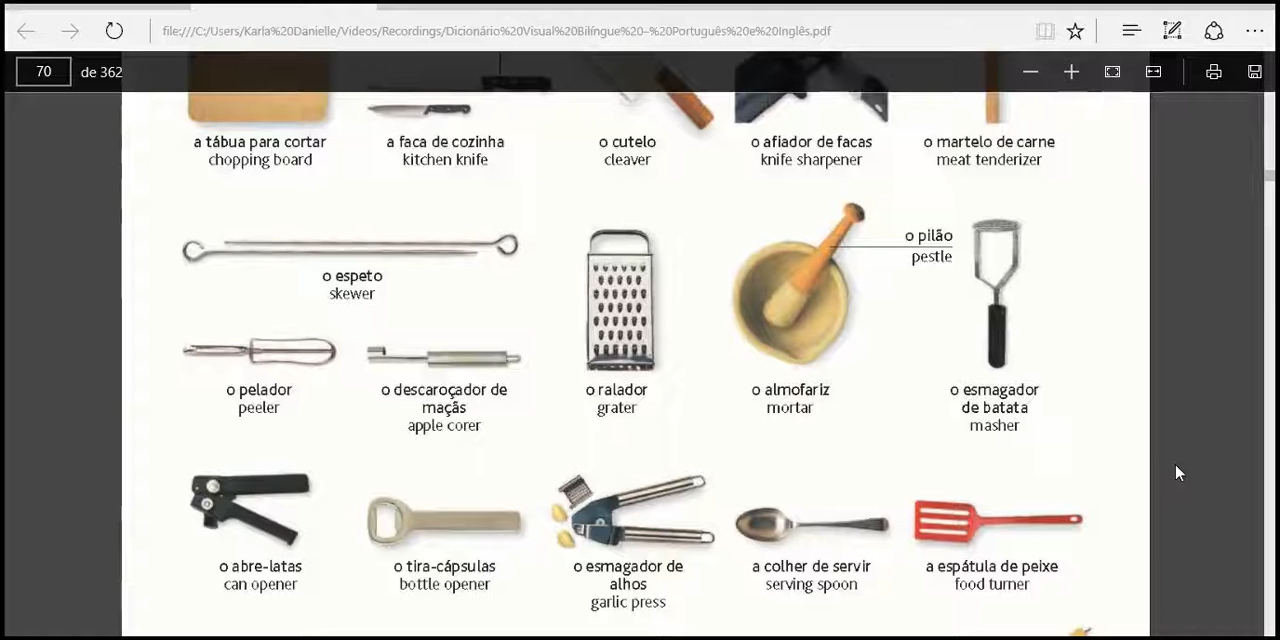 file:///C:/Users/Karla%20Danielle/Videos/Recordings/Dicionário%20Visual%20Bilíngue%20–%20Português%20e%20Inglês.pdf
70 de 362
a tábua para cortar
chopping board
a faca de cozinha
kitchen knife
o cutelo
cleaver
o afiador de facas
knife sharpener
o martelo de carne
meat tenderizer
o espeto
skewer
o pilão
pestle
o pelador
peeler
o descaroçador de
maçãs
apple corer
o ralador
grater
o almofariz
mortar
o esmagador
de batata
masher
o abre-latas
can opener
o tira-cápsulas
bottle opener
o esmagador de
alhos
garlic press
a colher de servir
serving spoon
a espátula de peixe
food turner